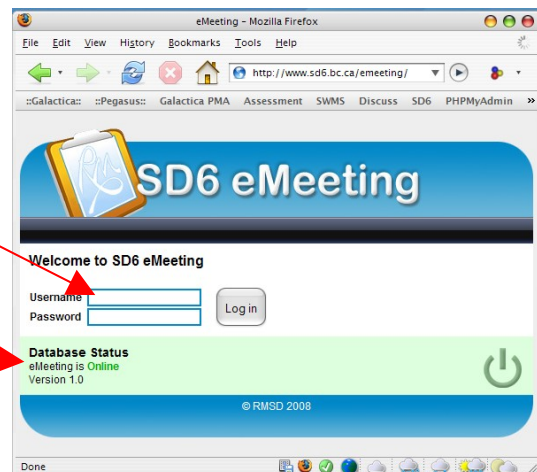 eMeeting - Mozilla Firefox
File Edit View History Bookmarks Tools Help
http://www.sd6.bc.ca/emeeting/
::Galactica:: ::Pegasus:: Galactica PMA Assessment SWMS Discuss SD6 PHPMyAdmin »
SD6 eMeeting
Welcome to SD6 eMeeting
Username
Log in
Password
Database Status
eMeeting is Online
Version 1.0
© RMSD 2008
Done